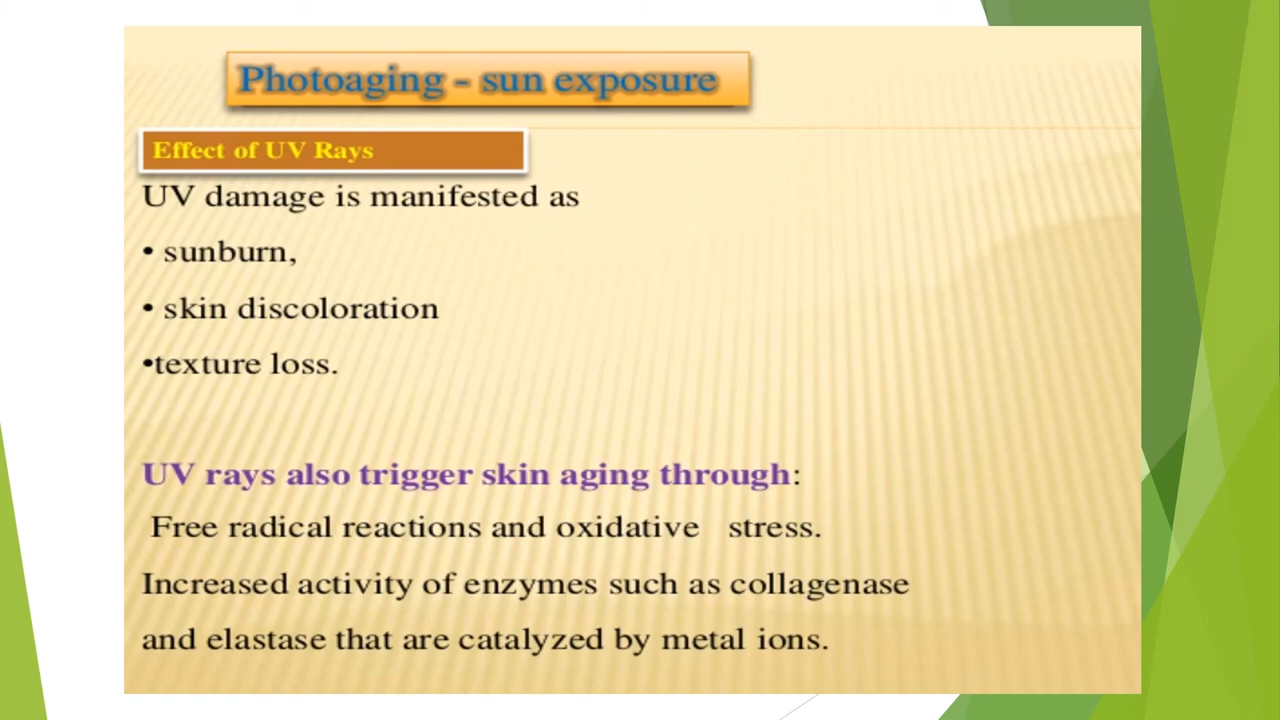 Photoaging - sun exposure
Effect of UV Rays
UV damage is manifested as
• sunburn,
• skin discoloration
•texture loss.
UV rays also trigger skin aging through:
Free radical reactions and oxidative stress.
Increased activity of enzymes such as collagenase
and elastase that are catalyzed by metal ions.